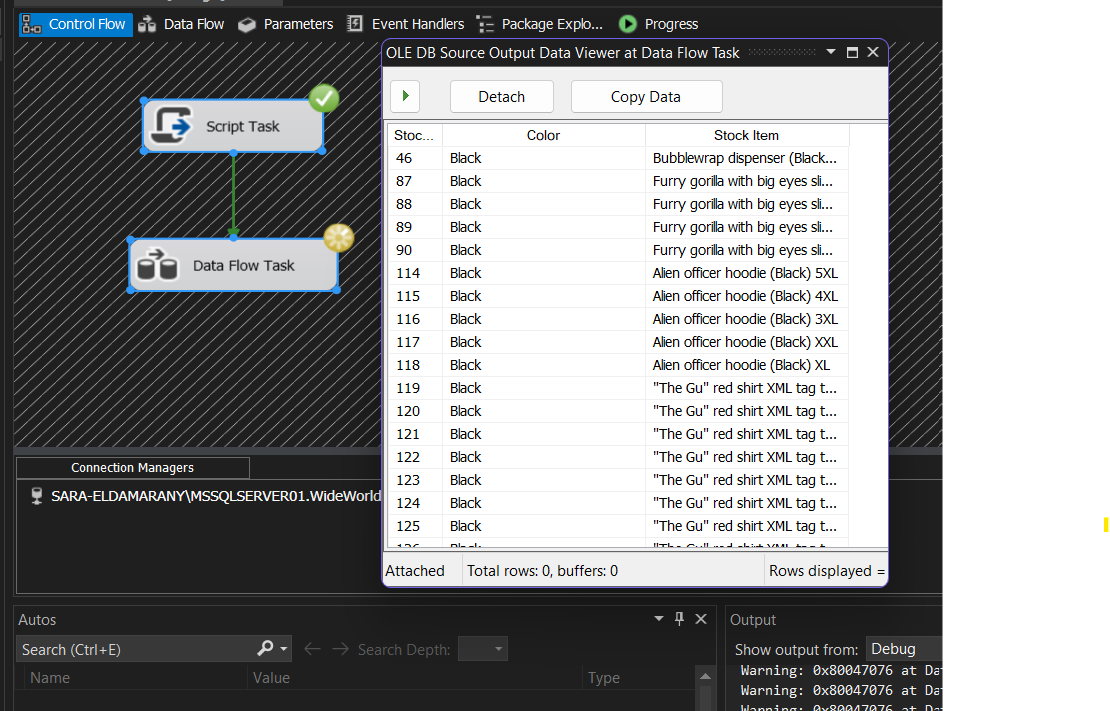 Control Flow Data Flow Parameters Event Handlers Package Explo... Progress
OLE DB Source Output Data Viewer at Data Flow Task
Detach Copy Data
Script Task
Data Flow Task
Stoc... Color Stock Item
46 Black Bubblewrap dispenser (Black...
87 Black Furry gorilla with big eyes sli...
88 Black Furry gorilla with big eyes sli...
89 Black Furry gorilla with big eyes sli...
90 Black Furry gorilla with big eyes sli...
114 Black Alien officer hoodie (Black) 5XL
115 Black Alien officer hoodie (Black) 4XL
116 Black Alien officer hoodie (Black) 3XL
117 Black Alien officer hoodie (Black) XXL
118 Black Alien officer hoodie (Black) XL
119 Black "The Gu" red shirt XML tag t...
120 Black "The Gu" red shirt XML tag t...
121 Black "The Gu" red shirt XML tag t...
122 Black "The Gu" red shirt XML tag t...
123 Black "The Gu" red shirt XML tag t...
124 Black "The Gu" red shirt XML tag t...
125 Black "The Gu" red shirt XML tag t...
Attached Total rows: 0, buffers: 0 Rows displayed =
Connection Managers
SARA-ELDAMARANY\MSSQLSERVER01.WideWorld
Autos
Search (Ctrl+E) Search Depth:
Name Value Type
Output
Show output from: Debug
Warning: 0x80047076 at Da
Warning: 0x80047076 at Da
Warning: 0x80047076 at Da